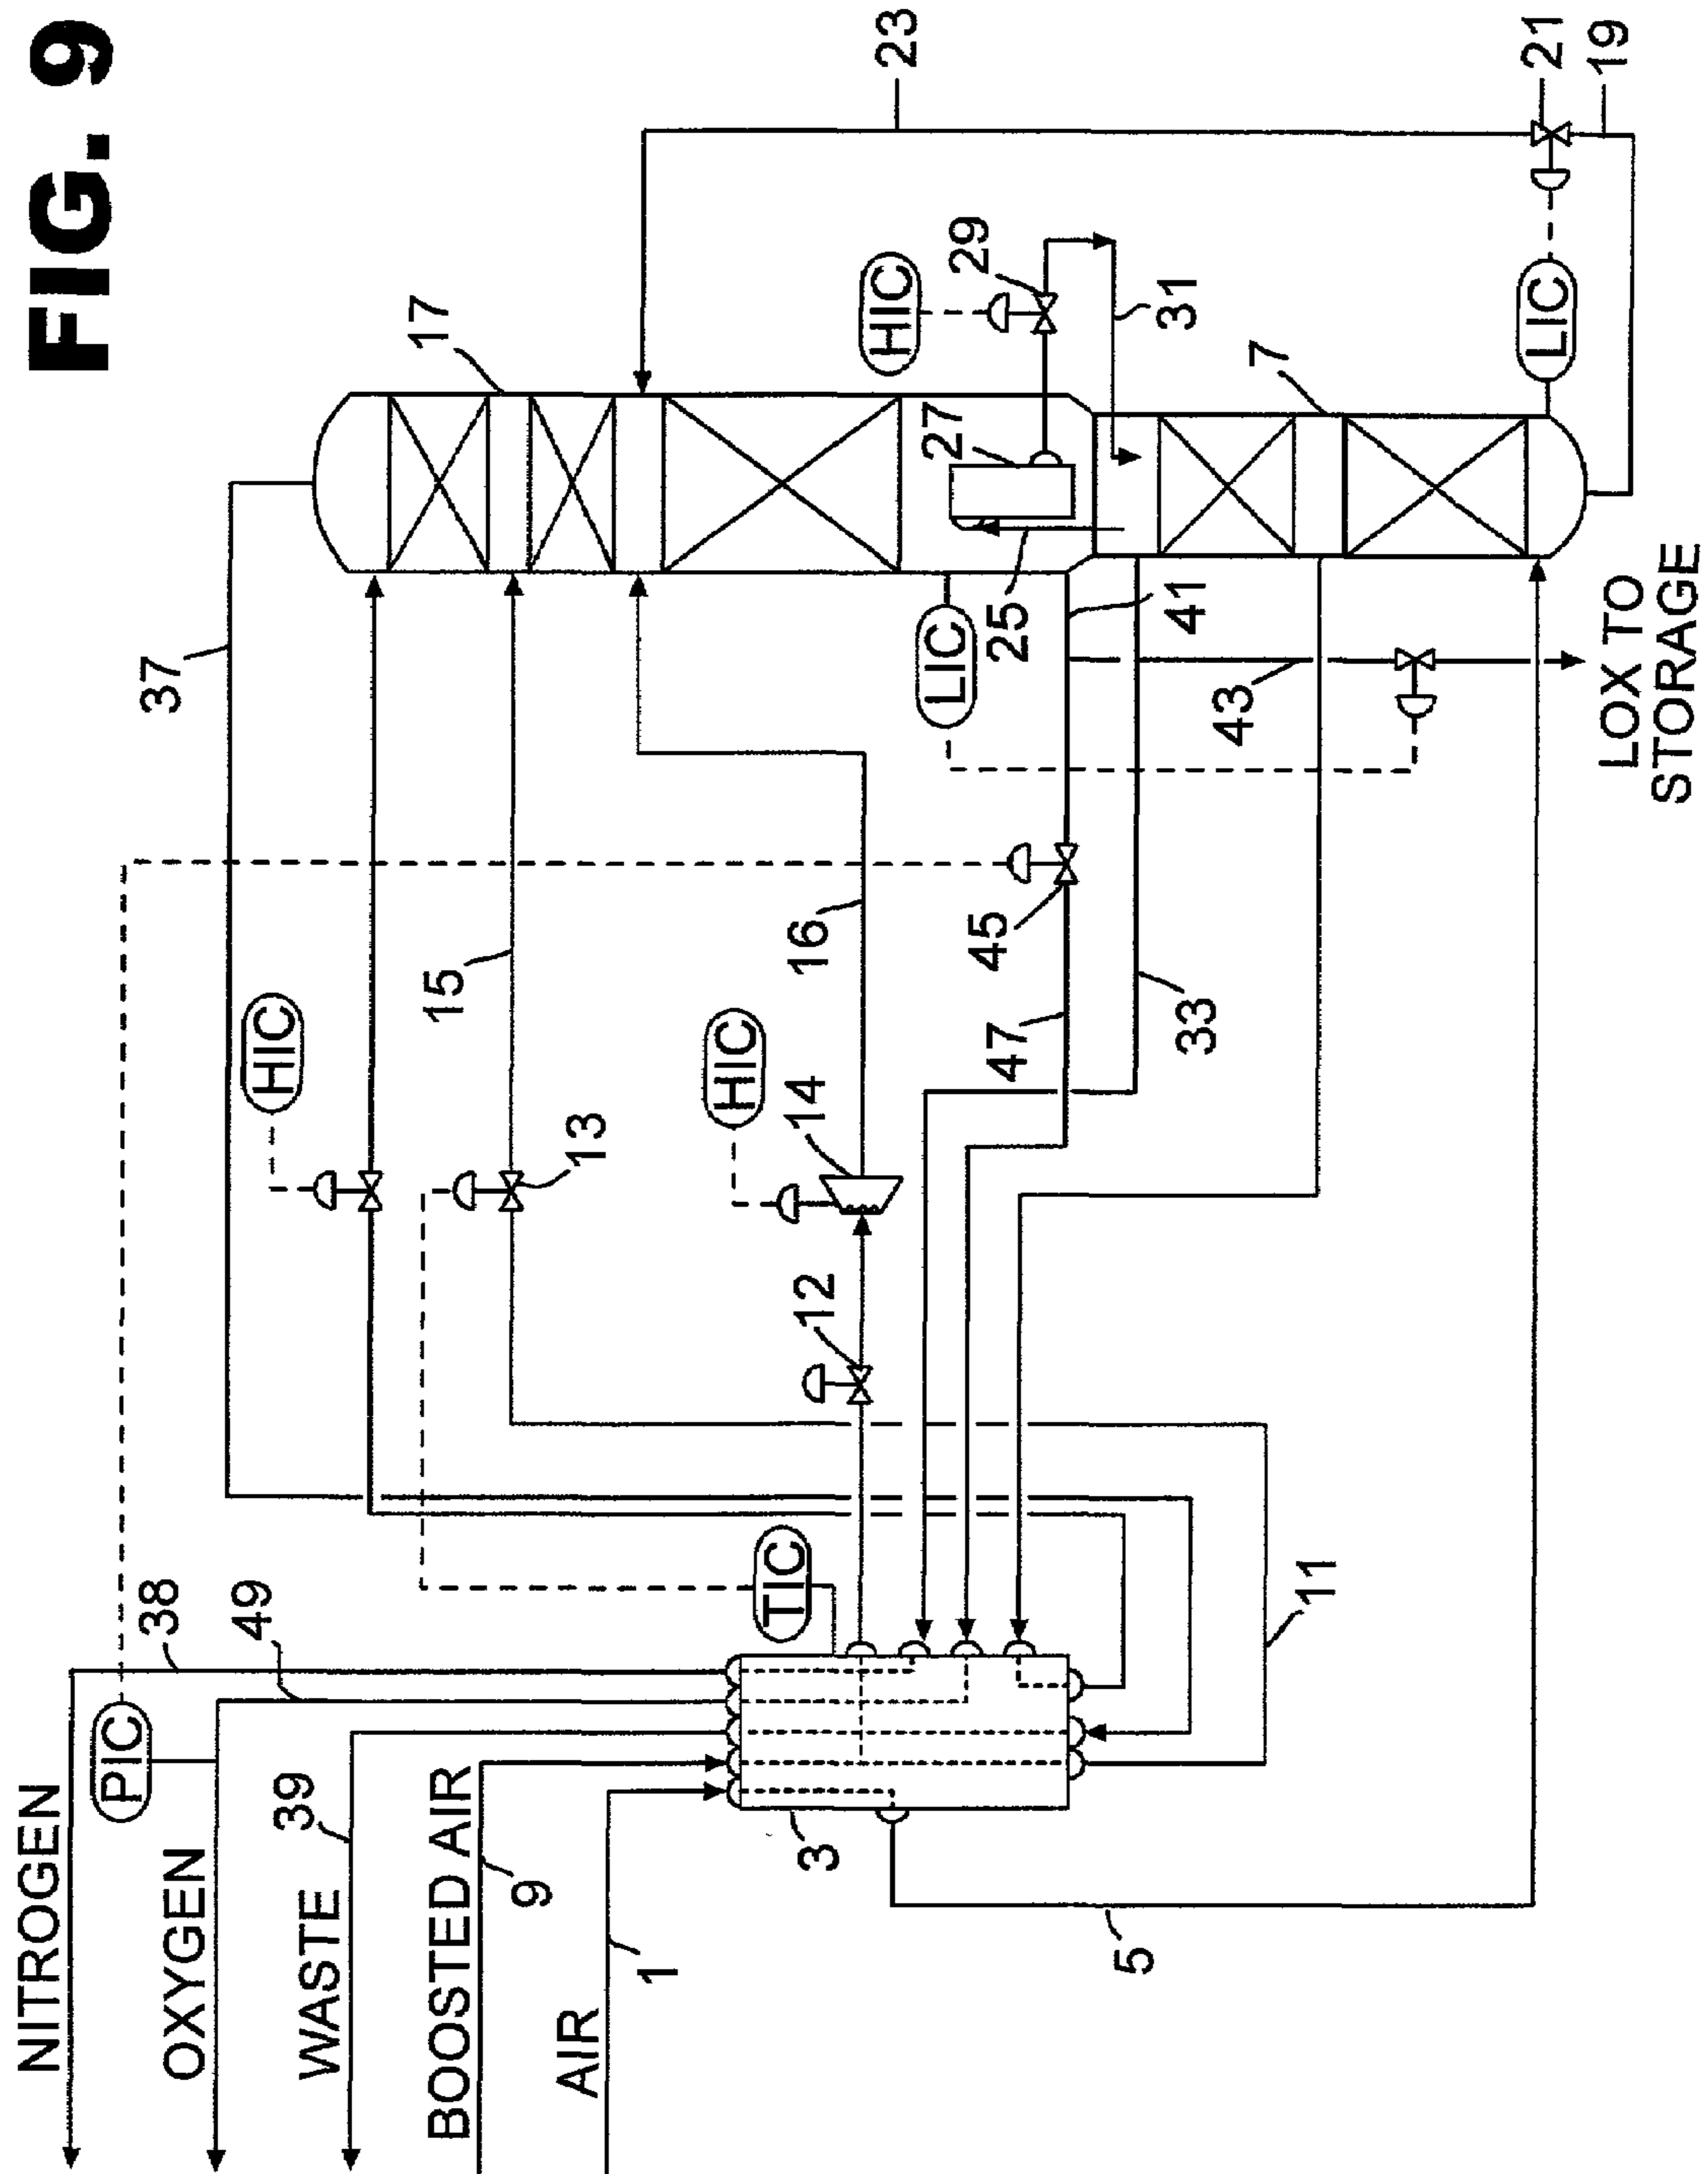 FIG. 9
NITROGEN
OXYGEN
WASTE
BOOSTED AIR
AIR
PIC
38
49
39
9
1
3
5
11
TIC
37
HIC
15
13
HIC
14
12
16
45
47
33
LIC
25
41
43
LOX TO
STORAGE
17
27
HIC
29
31
7
LIC
23
21
19